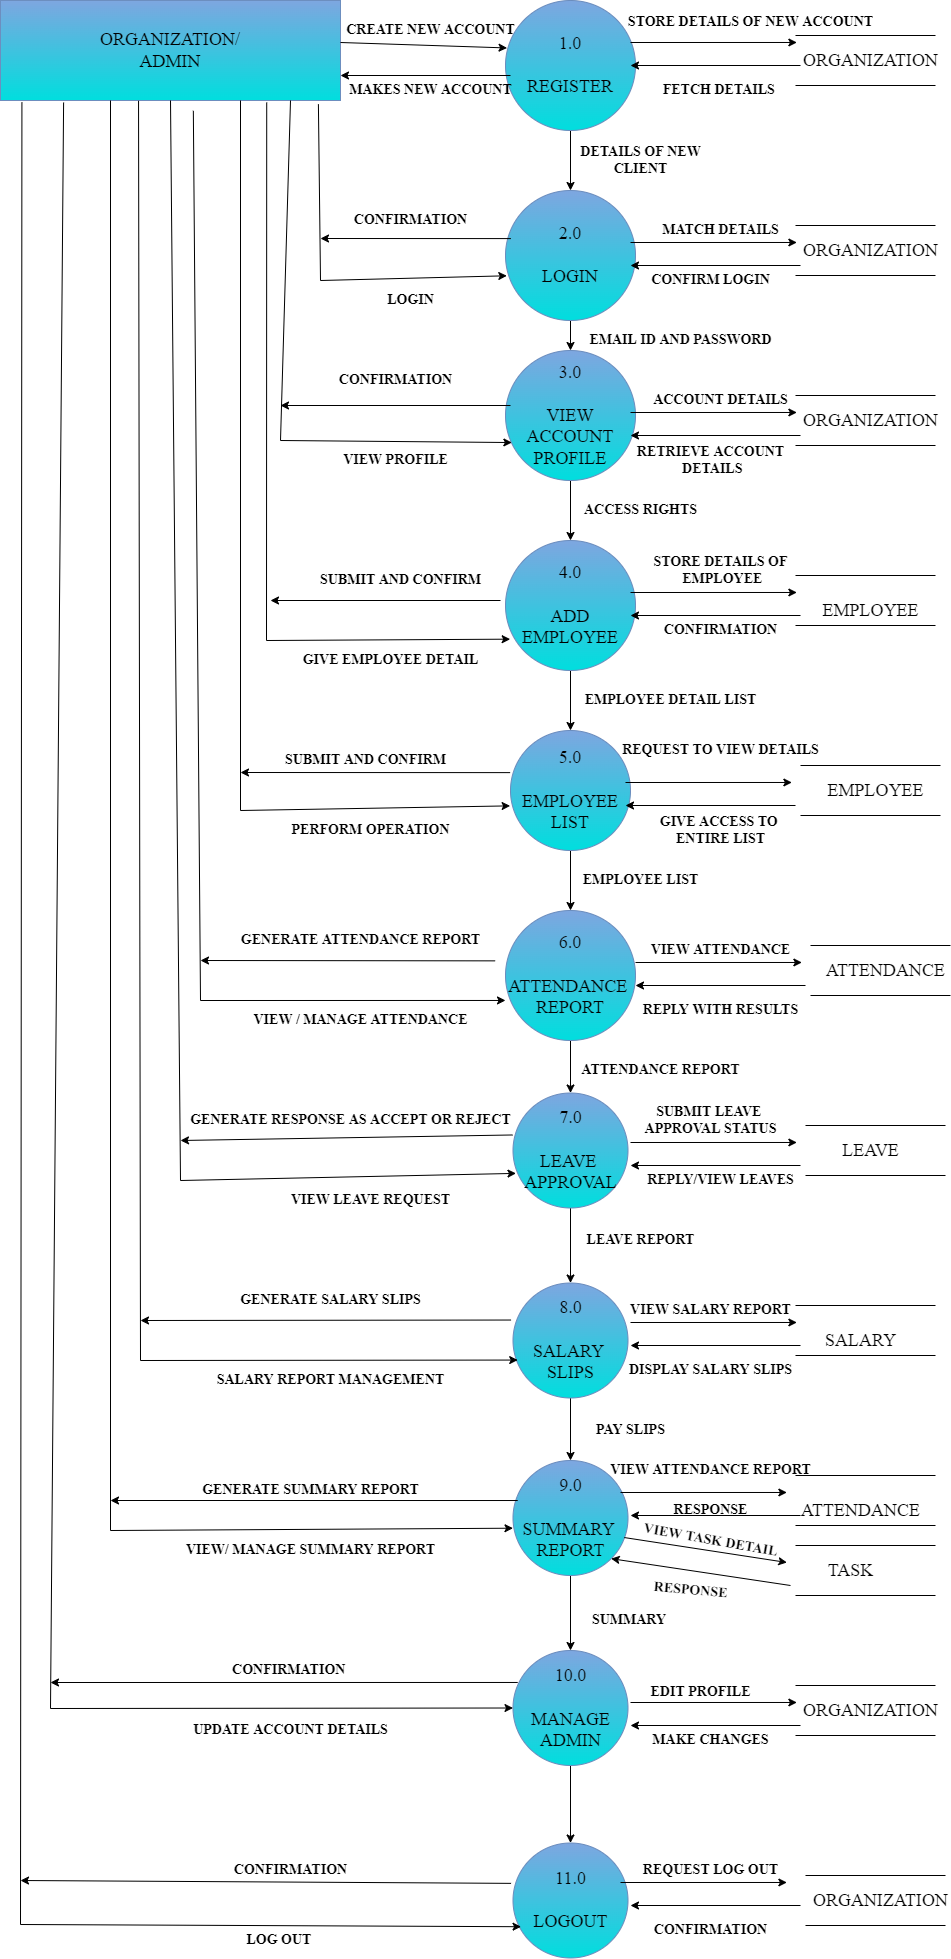 ORGANIZATION/
ADMIN
CREATE NEW ACCOUNT
MAKES NEW ACCOUNT
1.0
REGISTER
STORE DETAILS OF NEW ACCOUNT
ORGANIZATION
FETCH DETAILS
DETAILS OF NEW
CLIENT
CONFIRMATION
LOGIN
2.0
LOGIN
MATCH DETAILS
ORGANIZATION
CONFIRM LOGIN
EMAIL ID AND PASSWORD
CONFIRMATION
VIEW PROFILE
3.0
VIEW
ACCOUNT
PROFILE
ACCOUNT DETAILS
ORGANIZATION
RETRIEVE ACCOUNT
DETAILS
ACCESS RIGHTS
SUBMIT AND CONFIRM
GIVE EMPLOYEE DETAIL
4.0
ADD
EMPLOYEE
STORE DETAILS OF
EMPLOYEE
EMPLOYEE
CONFIRMATION
EMPLOYEE DETAIL LIST
SUBMIT AND CONFIRM
PERFORM OPERATION
5.0
EMPLOYEE
LIST
REQUEST TO VIEW DETAILS
EMPLOYEE
GIVE ACCESS TO
ENTIRE LIST
EMPLOYEE LIST
GENERATE ATTENDANCE REPORT
VIEW / MANAGE ATTENDANCE
6.0
ATTENDANCE
REPORT
VIEW ATTENDANCE
ATTENDANCE
REPLY WITH RESULTS
ATTENDANCE REPORT
GENERATE RESPONSE AS ACCEPT OR REJECT
VIEW LEAVE REQUEST
7.0
LEAVE
APPROVAL
SUBMIT LEAVE
APPROVAL STATUS
LEAVE
REPLY/VIEW LEAVES
LEAVE REPORT
GENERATE SALARY SLIPS
SALARY REPORT MANAGEMENT
8.0
SALARY
SLIPS
VIEW SALARY REPORT
SALARY
DISPLAY SALARY SLIPS
PAY SLIPS
GENERATE SUMMARY REPORT
VIEW/ MANAGE SUMMARY REPORT
9.0
SUMMARY
REPORT
VIEW ATTENDANCE REPORT
ATTENDANCE
RESPONSE
VIEW TASK DETAIL
TASK
RESPONSE
SUMMARY
CONFIRMATION
UPDATE ACCOUNT DETAILS
10.0
MANAGE
ADMIN
EDIT PROFILE
ORGANIZATION
MAKE CHANGES
CONFIRMATION
LOG OUT
11.0
LOGOUT
REQUEST LOG OUT
ORGANIZATION
CONFIRMATION